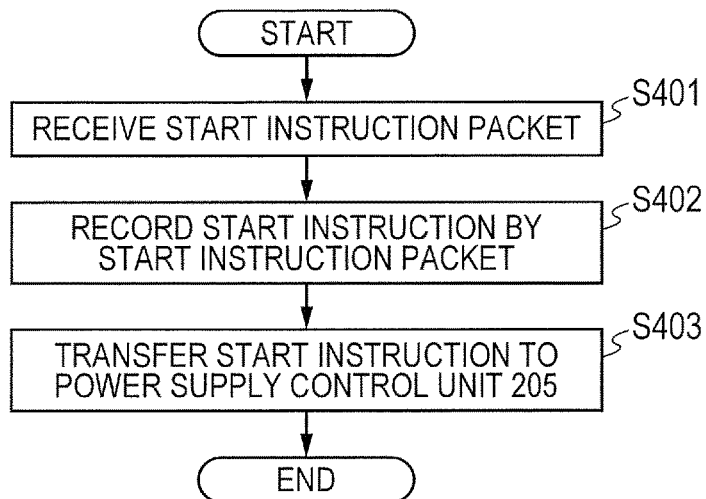 START
S401
RECEIVE START INSTRUCTION PACKET
S402
RECORD START INSTRUCTION BY
START INSTRUCTION PACKET
S403
TRANSFER START INSTRUCTION TO
POWER SUPPLY CONTROL UNIT 205
END